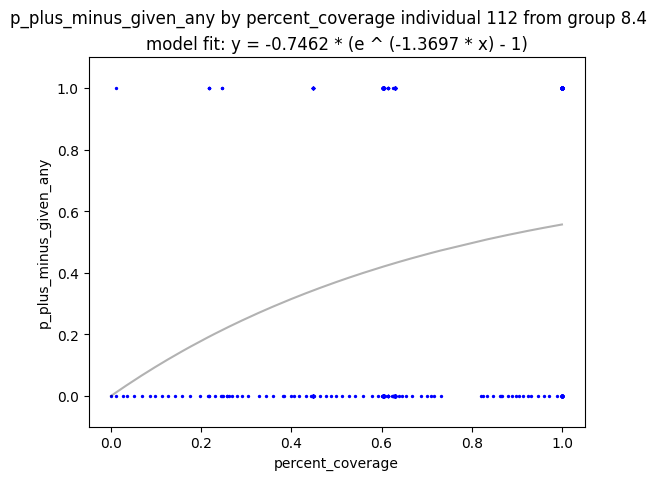 p_plus_minus_given_any by percent_coverage individual 112 from group 8.4
model fit: y = -0.7462 * (e ^ (-1.3697 * x) - 1)
1.0
0.8
0.6
0.4
0.2
0.0
p_plus_minus_given_any
0.0 0.2 0.4 0.6 0.8 1.0
percent_coverage